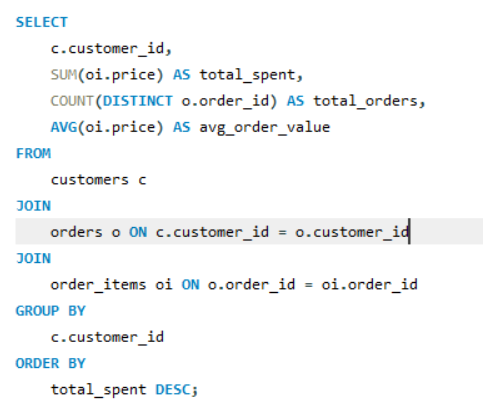 SELECT
    c.customer_id,
    SUM(oi.price) AS total_spent,
    COUNT(DISTINCT o.order_id) AS total_orders,
    AVG(oi.price) AS avg_order_value
FROM
    customers c
JOIN
    orders o ON c.customer_id = o.customer_id
JOIN
    order_items oi ON o.order_id = oi.order_id
GROUP BY
    c.customer_id
ORDER BY
    total_spent DESC;